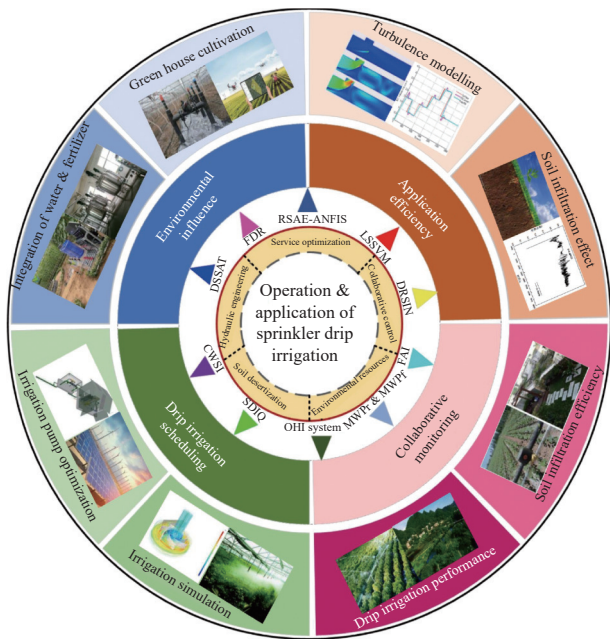 Green house cultivation
Turbulence modelling
Integration of water & fertilizer
Soil infiltration effect
Environmental
influence
Application
efficiency
RSAE-ANFIS
FDR
LSSVM
DSSAT
DRSIN
Service optimization
Hydraulic engineering
Collaborative control
Operation &
application of
sprinkler drip
irrigation
CWSI
FAI
Soil desertization
Environmental resources
SDIQ
MWPr & MWPr
OHI system
Drip irrigation
scheduling
Collaborative
monitoring
Irrigation pump optimization
Soil infiltration efficiency
Irrigation simulation
Drip irrigation performance